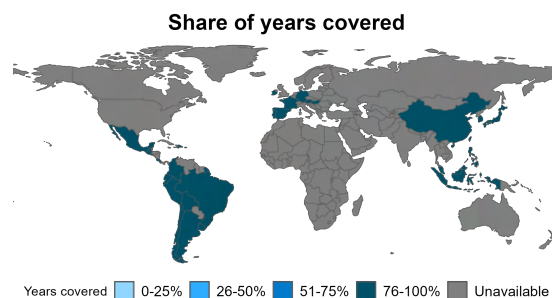 Share of years covered
Years covered 0-25% 26-50% 51-75% 76-100% Unavailable